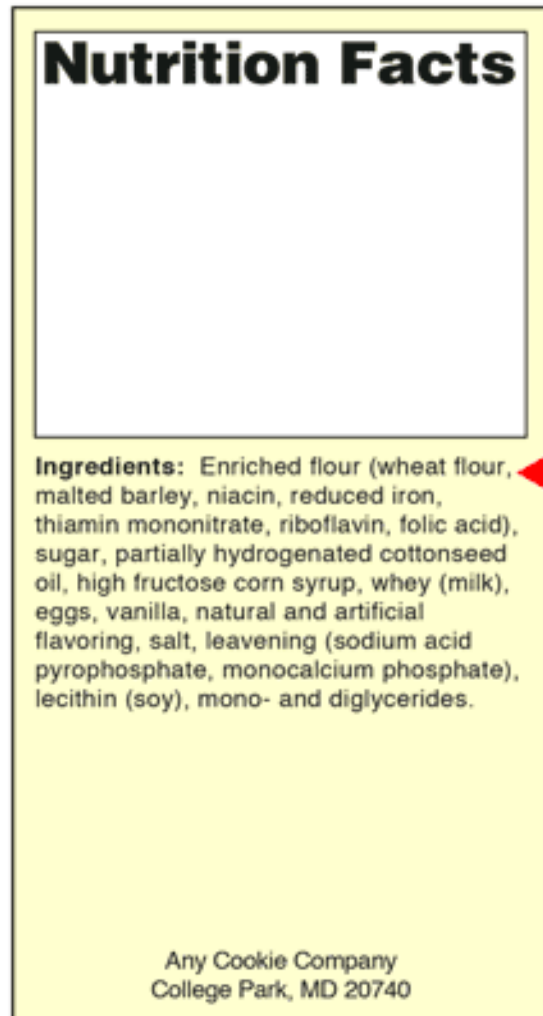 Nutrition Facts
Ingredients: Enriched flour (wheat flour,
malted barley, niacin, reduced iron,
thiamin mononitrate, riboflavin, folic acid),
sugar, partially hydrogenated cottonseed
oil, high fructose corn syrup, whey (milk),
eggs, vanilla, natural and artificial
flavoring, salt, leavening (sodium acid
pyrophosphate, monocalcium phosphate),
lecithin (soy), mono- and diglycerides.
Any Cookie Company
College Park, MD 20740